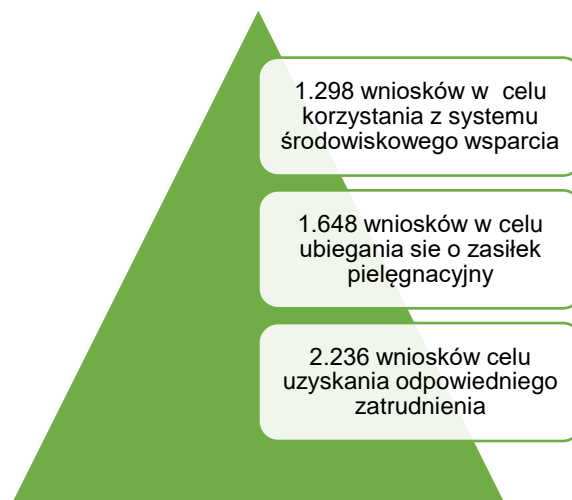 1.298 wniosków w celu
korzystania z systemu
środowiskowego wsparcia
1.648 wniosków w celu
ubiegania sie o zasiłek
pielęgnacyjny
2.236 wniosków celu
uzyskania odpowiedniego
zatrudnienia